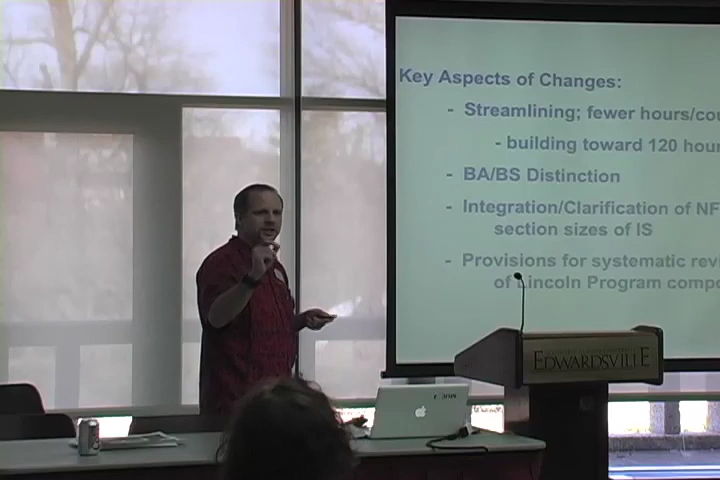 Key Aspects of Changes:
- Streamlining; fewer hours/cou
- building toward 120 hour
- BA/BS Distinction
- Integration/Clarification of NF
section sizes of IS
- Provisions for systematic revi
of Lincoln Program compo
EDWARDSVILLE